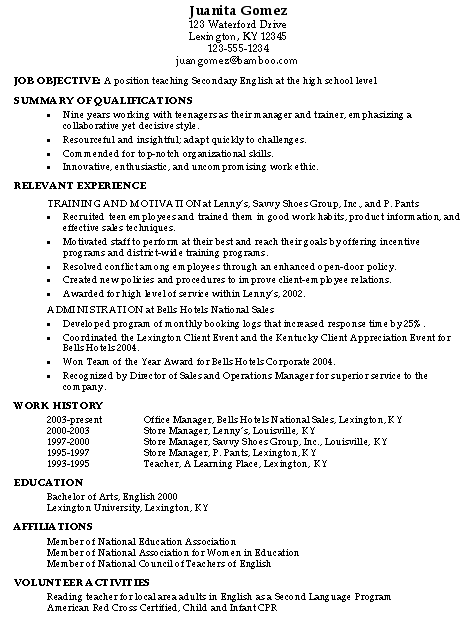 Juanita Gomez
123 Waterford Drive
Lexington, KY 12345
123-555-1234
juangomez@bamboo.com
JOB OBJECTIVE: A position teaching Secondary English at the high school level
SUMMARY OF QUALIFICATIONS
• Nine years working with teenagers as their manager and trainer, emphasizing a
collaborative yet decisive style.
• Resourceful and insightful; adapt quickly to challenges.
• Commended for top-notch organizational skills.
• Innovative, enthusiastic, and uncompromising work ethic.
RELEVANT EXPERIENCE
TRAINING AND MOTIVATION at Lenny's, Savvy Shoes Group, Inc., and P. Pants
• Recruited teen employees and trained them in good work habits, product information, and
effective sales techniques.
• Motivated staff to perform at their best and reach their goals by offering incentive
programs and district-wide training programs.
• Resolved conflict among employees through an enhanced open-door policy.
• Created new policies and procedures to improve client-employee relations.
• Awarded for high level of service within Lenny's, 2002.
ADMINISTRATION at Bells Hotels National Sales
• Developed program of monthly booking logs that increased response time by 25%.
• Coordinated the Lexington Client Event and the Kentucky Client Appreciation Event for
Bells Hotels 2004.
• Won Team of the Year Award for Bells Hotels Corporate 2004.
• Recognized by Director of Sales and Operations Manager for superior service to the
company.
WORK HISTORY
2003-present Office Manager, Bells Hotels National Sales, Lexington, KY
2000-2003 Store Manager, Lenny's, Louisville, KY
1997-2000 Store Manager, Savvy Shoes Group, Inc., Louisville, KY
1995-1997 Store Manager, P. Pants, Lexington, KY
1993-1995 Teacher, A Learning Place, Lexington, KY
EDUCATION
Bachelor of Arts, English 2000
Lexington University, Lexington, KY
AFFILIATIONS
Member of National Education Association
Member of National Association for Women in Education
Member of National Council of Teachers of English
VOLUNTEER ACTIVITIES
Reading teacher for local area adults in English as a Second Language Program
American Red Cross Certified, Child and Infant CPR